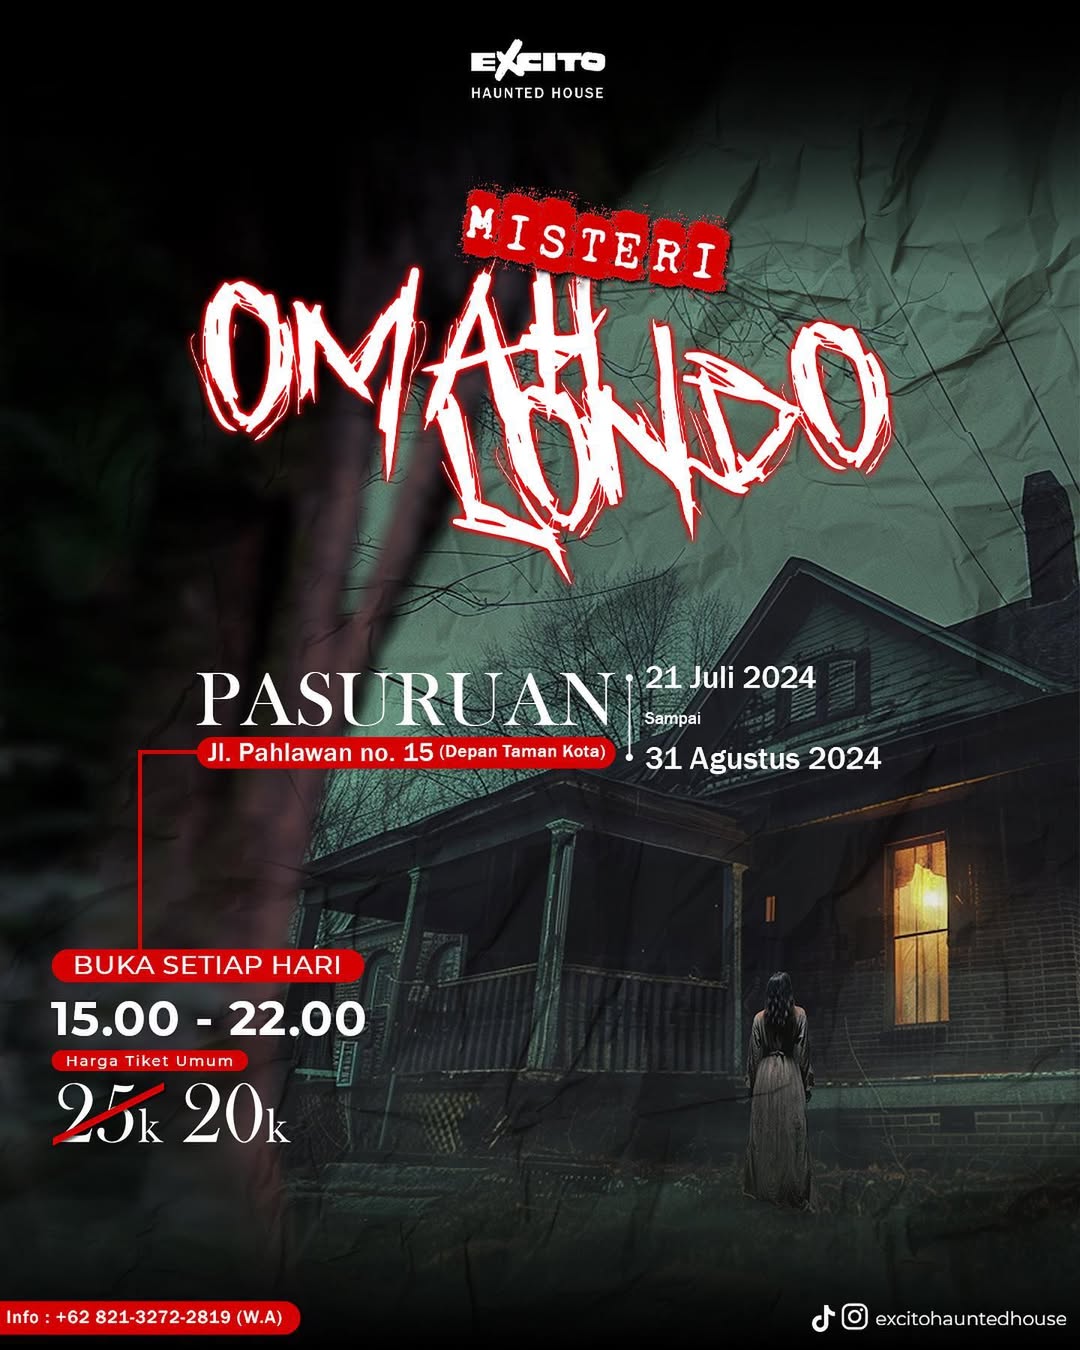 EXCITO
HAUNTED HOUSE
MISTERI
OMAH
LONDO
PASURUAN
Jl. Pahlawan no. 15 (Depan Taman Kota)
21 Juli 2024
Sampai
31 Agustus 2024
BUKA SETIAP HARI
15.00 - 22.00
Harga Tiket Umum
25k 20k
Info : +62 821-3272-2819 (W.A)
excitohauntedhouse